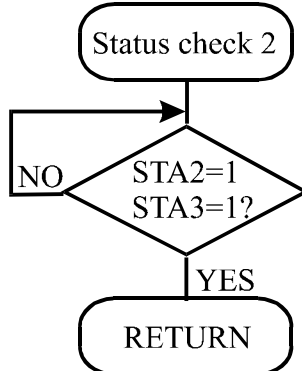 Status check 2
NO
STA2=1
STA3=1?
YES
RETURN